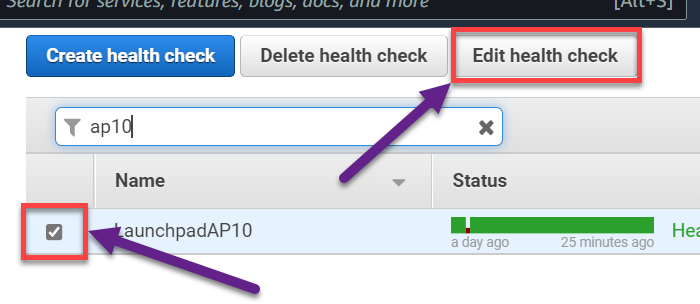 Search for services, features, blogs, docs, and more [Alt+S]
Create health check Delete health check Edit health check
ap10
Name Status
LaunchpadAP10
a day ago 25 minutes ago